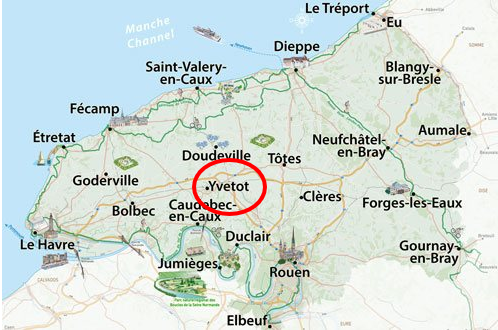 Le Tréport
Eu
Manche
Channel
Dieppe
Saint-Valery-
en-Caux
Blangy-
sur-Bresle
Fécamp
Aumale
Étretat
Neufchâtel-
en-Bray
Doudeville
Tôtes
Goderville
Yvetot
Clères
Forges-les-Eaux
Bolbec
Caudebec-
en-Caux
Le Havre
Duclair
Gournay-
en-Bray
Jumièges
Rouen
Elbeuf